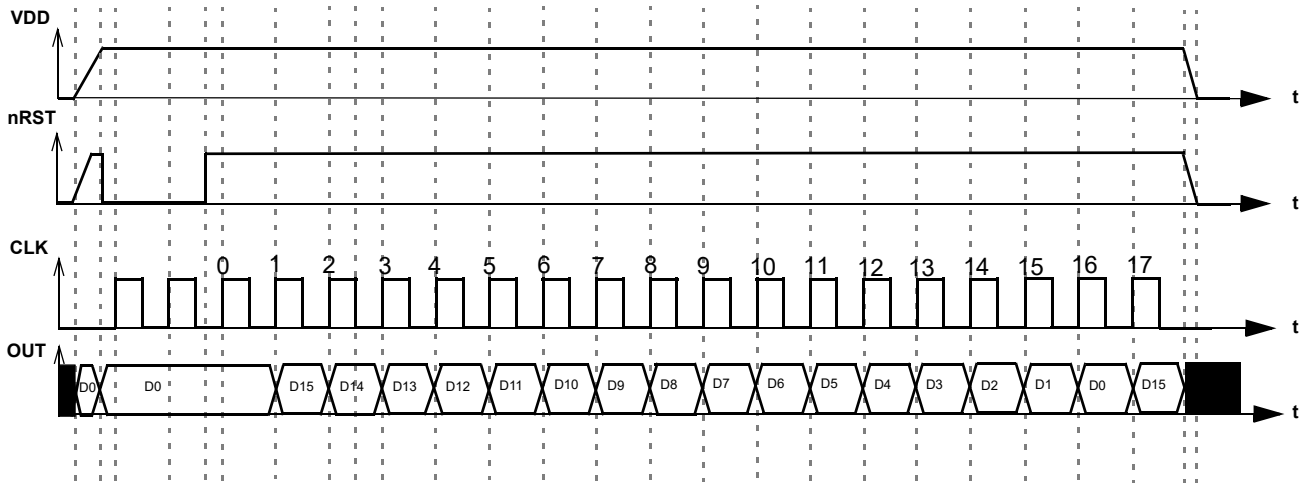 VDD
t
nRST
t
CLK
0 1 2 3 4 5 6 7 8 9 10 11 12 13 14 15 16 17
t
OUT
D0 D0 D15 D14 D13 D12 D11 D10 D9 D8 D7 D6 D5 D4 D3 D2 D1 D0 D15
t